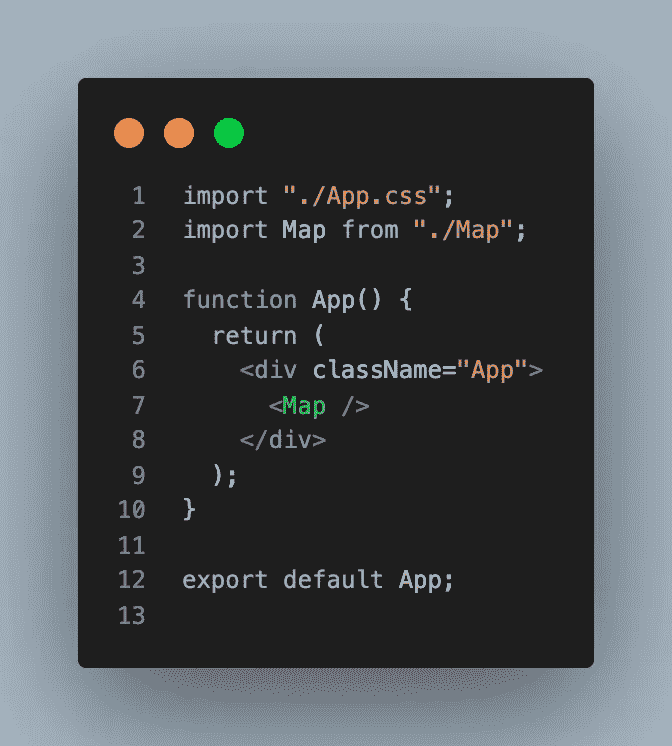 1 import "./App.css";
2 import Map from "./Map";
3
4 function App() {
5   return (
6     <div className="App">
7       <Map />
8     </div>
9   );
10 }
11
12 export default App;
13